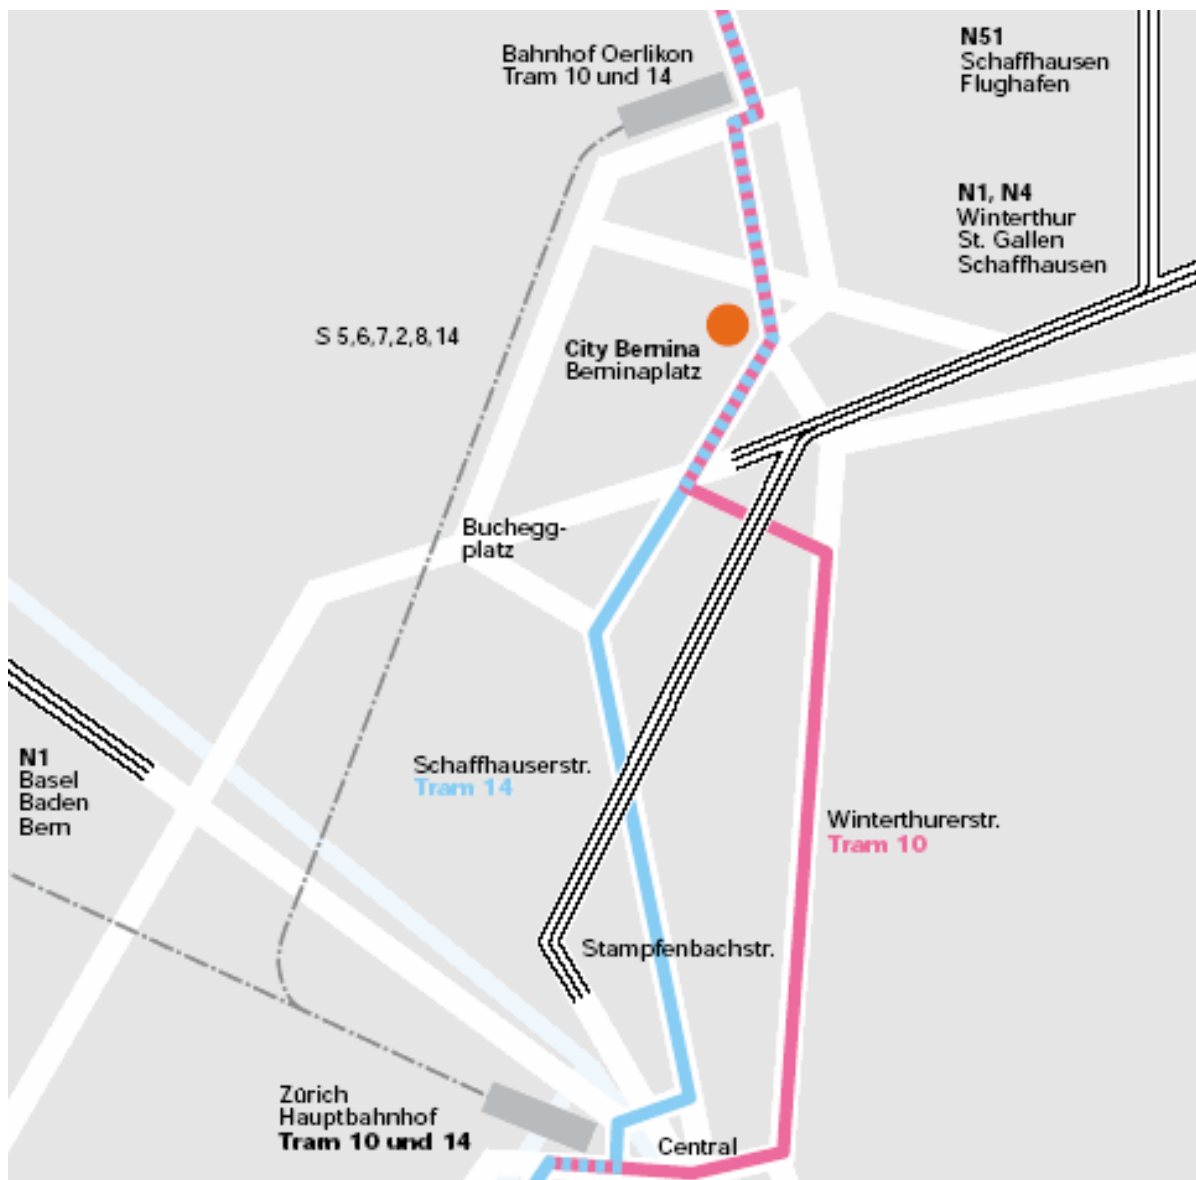 Bahnhof Oerlikon
Tram 10 und 14
N51
Schaffhausen
Flughafen
N1, N4
Winterthur
St. Gallen
Schaffhausen
S 5,6,7,2,8,14
City Bernina
Berninaplatz
Buchegg-
platz
N1
Basel
Baden
Bern
Schaffhauserstr.
Tram 14
Winterthurerstr.
Tram 10
Stampfenbachstr.
Zürich
Hauptbahnhof
Tram 10 und 14
Central